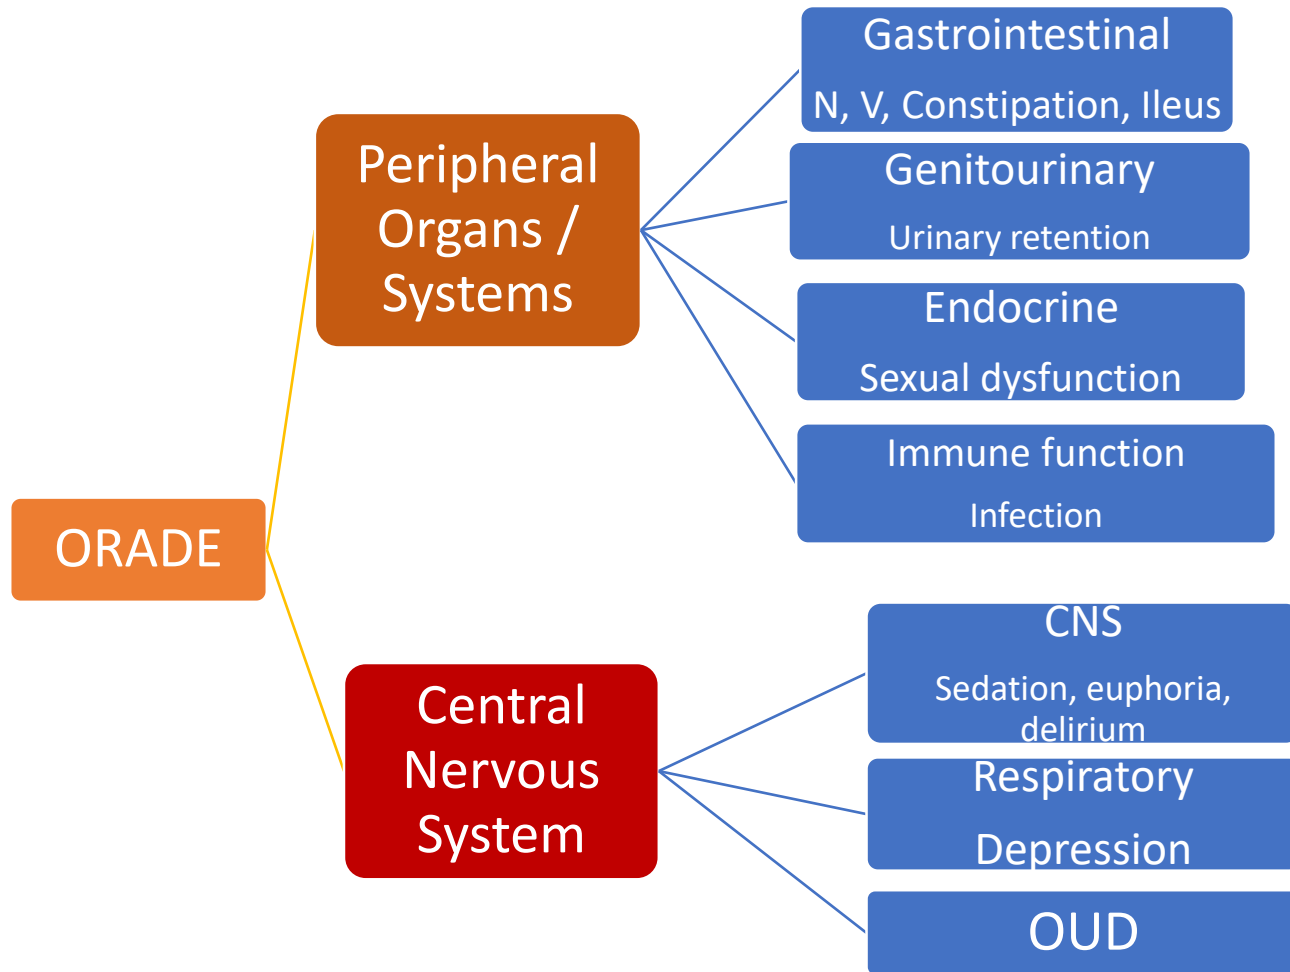 ORADE
Peripheral
Organs /
Systems
Gastrointestinal
N, V, Constipation, Ileus
Genitourinary
Urinary retention
Endocrine
Sexual dysfunction
Immune function
Infection
Central
Nervous
System
CNS
Sedation, euphoria,
delirium
Respiratory
Depression
OUD